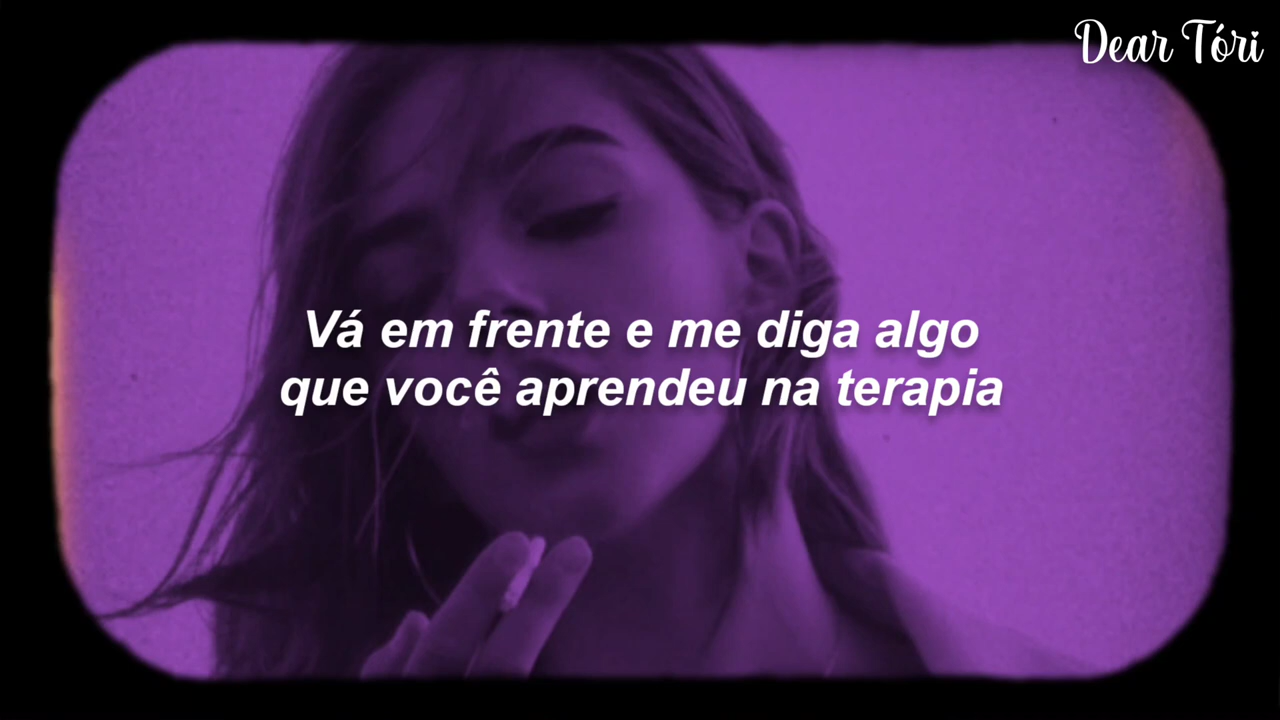 Dear Tóri
Vá em frente e me diga algo
que você aprendeu na terapia